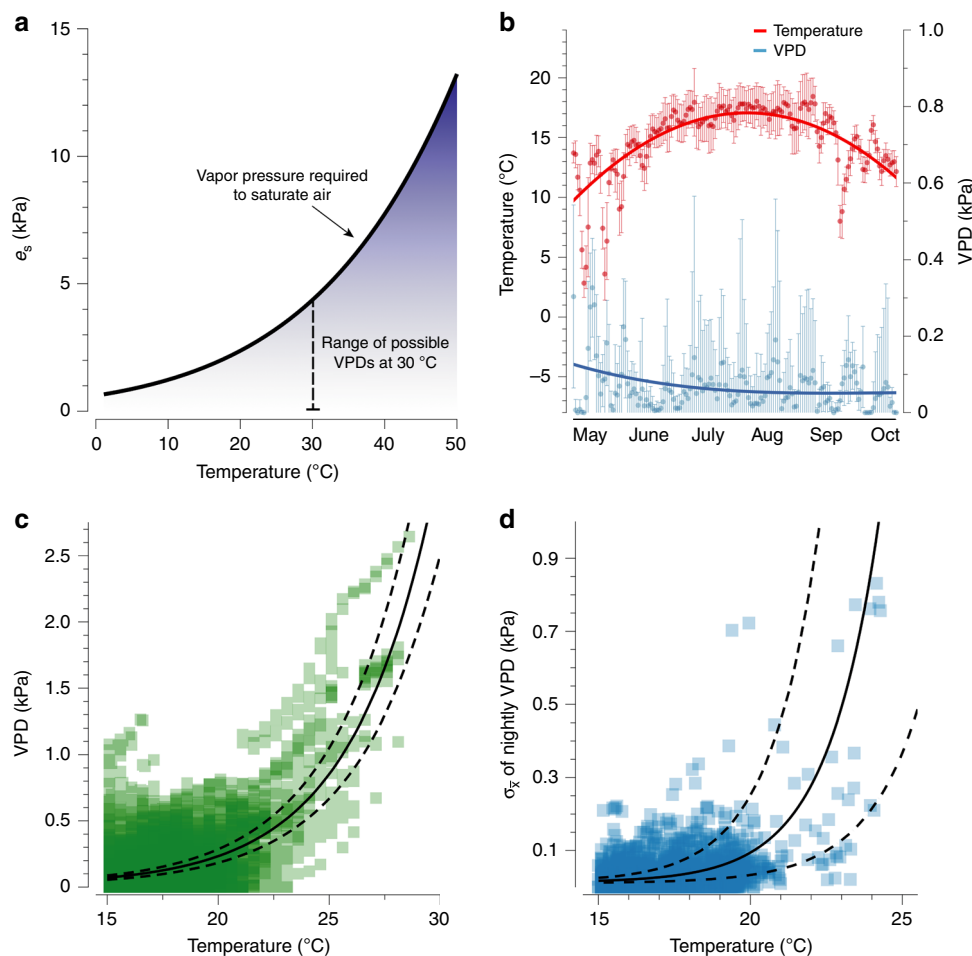 a
15
10
5
0
e_s (kPa)
Vapor pressure required
to saturate air
Range of possible
VPDs at 30 °C
0 10 20 30 40 50
Temperature (°C)
b
Temperature
VPD
20
15
10
5
0
–5
Temperature (°C)
1.0
0.8
0.6
0.4
0.2
0
VPD (kPa)
May June July Aug Sep Oct
c
2.5
2.0
1.5
1.0
0.5
0
VPD (kPa)
15 20 25 30
Temperature (°C)
d
0.9
0.7
0.5
0.3
0.1
σx̅ of nightly VPD (kPa)
15 20 25
Temperature (°C)